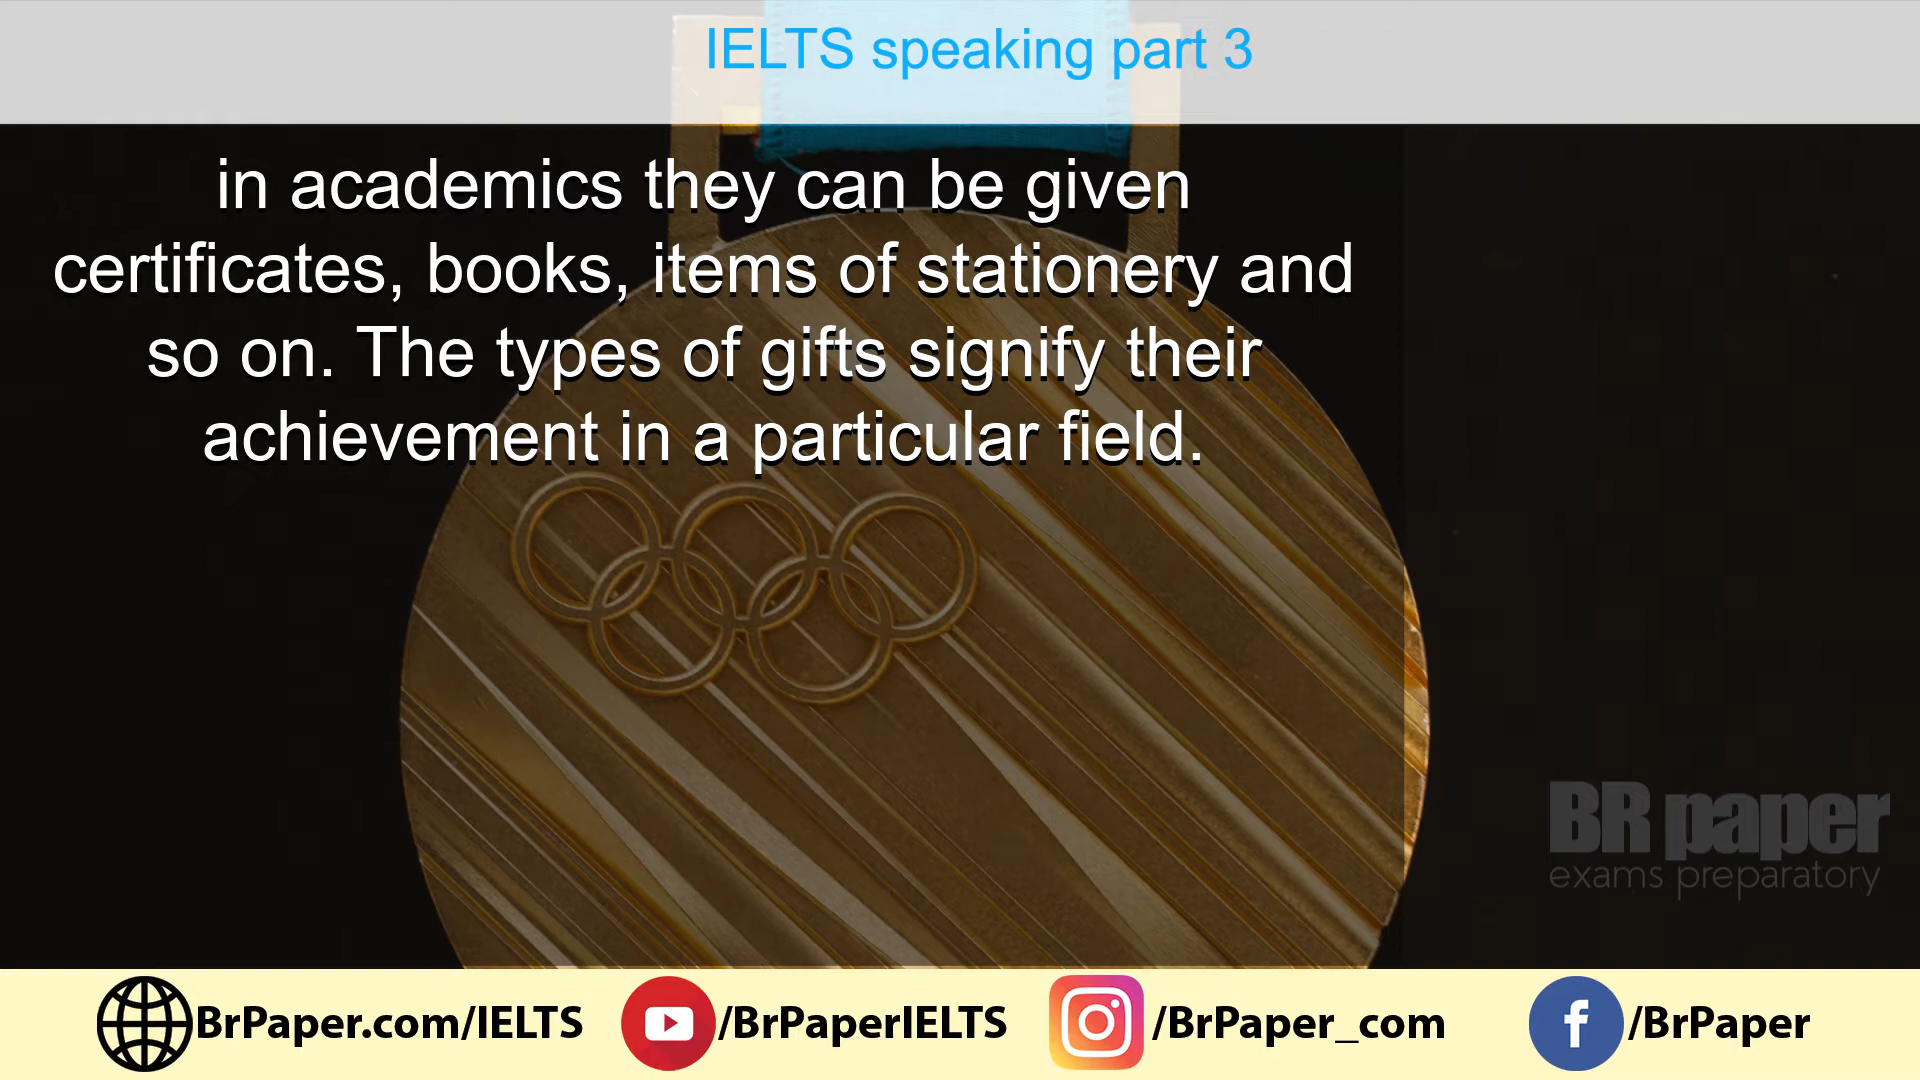 IELTS speaking part 3
in academics they can be given
certificates, books, items of stationery and
so on. The types of gifts signify their
achievement in a particular field.
BR paper
exams preparatory
BrPaper.com/IELTS
/BrPaperIELTS
/BrPaper_com
/BrPaper